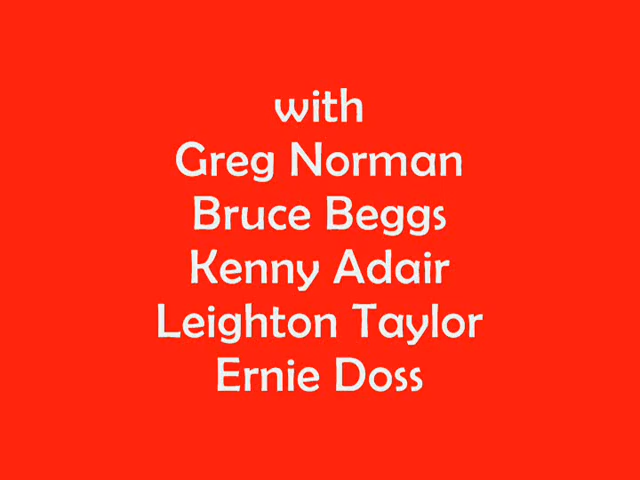 with
Greg Norman
Bruce Beggs
Kenny Adair
Leighton Taylor
Ernie Doss